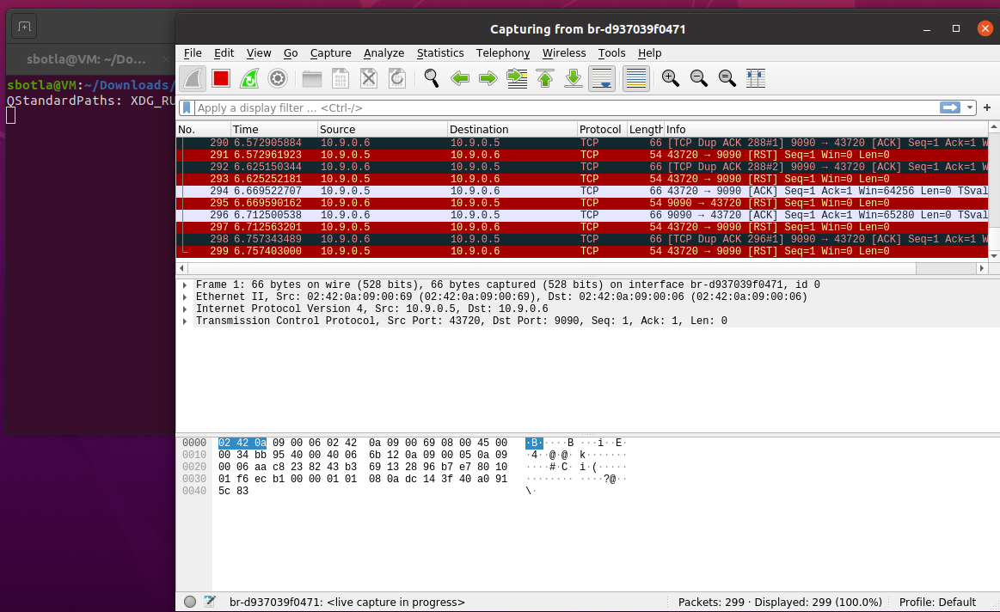 Capturing from br-d937039f0471
sbotla@VM: ~/Do...
sbotla@VM:~/Downloads/
QStandardPaths: XDG_RU
File Edit View Go Capture Analyze Statistics Telephony Wireless Tools Help
Apply a display filter ... <Ctrl-/>
No. Time Source Destination Protocol Length Info
290 6.572905884 10.9.0.6 10.9.0.5 TCP 66 [TCP Dup ACK 288#1] 9090 → 43720 [ACK] Seq=1 Ack=1 W
291 6.572961923 10.9.0.5 10.9.0.6 TCP 54 43720 → 9090 [RST] Seq=1 Win=0 Len=0
292 6.625150344 10.9.0.6 10.9.0.5 TCP 66 [TCP Dup ACK 288#2] 9090 → 43720 [ACK] Seq=1 Ack=1 W
293 6.625252181 10.9.0.5 10.9.0.6 TCP 54 43720 → 9090 [RST] Seq=1 Win=0 Len=0
294 6.669522707 10.9.0.5 10.9.0.6 TCP 66 43720 → 9090 [ACK] Seq=1 Ack=1 Win=64256 Len=0 TSval
295 6.669590162 10.9.0.6 10.9.0.5 TCP 54 9090 → 43720 [RST] Seq=1 Win=0 Len=0
296 6.712500538 10.9.0.6 10.9.0.5 TCP 66 9090 → 43720 [ACK] Seq=1 Ack=1 Win=65280 Len=0 TSval
297 6.712563201 10.9.0.5 10.9.0.6 TCP 54 43720 → 9090 [RST] Seq=1 Win=0 Len=0
298 6.757343489 10.9.0.6 10.9.0.5 TCP 66 [TCP Dup ACK 296#1] 9090 → 43720 [ACK] Seq=1 Ack=1 W
299 6.757403000 10.9.0.5 10.9.0.6 TCP 54 43720 → 9090 [RST] Seq=1 Win=0 Len=0
Frame 1: 66 bytes on wire (528 bits), 66 bytes captured (528 bits) on interface br-d937039f0471, id 0
Ethernet II, Src: 02:42:0a:09:00:69 (02:42:0a:09:00:69), Dst: 02:42:0a:09:00:06 (02:42:0a:09:00:06)
Internet Protocol Version 4, Src: 10.9.0.5, Dst: 10.9.0.6
Transmission Control Protocol, Src Port: 43720, Dst Port: 9090, Seq: 1, Ack: 1, Len: 0
0000 02 42 0a 09 00 06 02 42 0a 09 00 69 08 00 45 00 ·B·····B ···i··E·
0010 00 34 bb 95 40 00 40 06 6b 12 0a 09 00 05 0a 09 ·4··@·@· k·······
0020 00 06 aa c8 23 82 43 b3 69 13 28 96 b7 e7 80 10 ····#·C· i·(·····
0030 01 f6 ec b1 00 00 01 01 08 0a dc 14 3f 40 a0 91 ········ ····?@··
0040 5c 83 \·
br-d937039f0471: <live capture in progress> Packets: 299 · Displayed: 299 (100.0%) Profile: Default